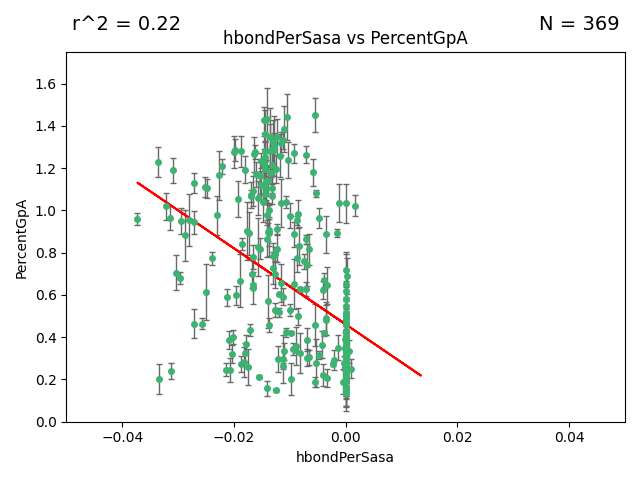 r^2 = 0.22
N = 369
hbondPerSasa vs PercentGpA
PercentGpA
1.6
1.4
1.2
1.0
0.8
0.6
0.4
0.2
0.0
−0.04
−0.02
0.00
0.02
0.04
hbondPerSasa